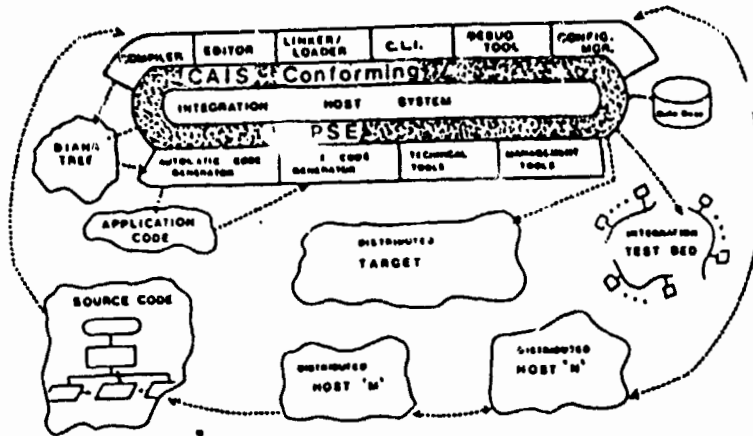 COMPILER
EDITOR
LINKER/
LOADER
C.L.I.
DEBUG
TOOL
CONFIG.
MGR.
CAIS Conforming
INTEGRATION HOST SYSTEM
PSE
Data Base
DIANA
TREE
AUTOMATIC CODE
GENERATOR
CODE
GENERATOR
TECHNICAL
TOOLS
MANAGEMENT
TOOLS
APPLICATION
CODE
DISTRIBUTED
TARGET
INTEGRATION
TEST BED
SOURCE CODE
DISTRIBUTED
HOST 'M'
DISTRIBUTED
HOST 'N'